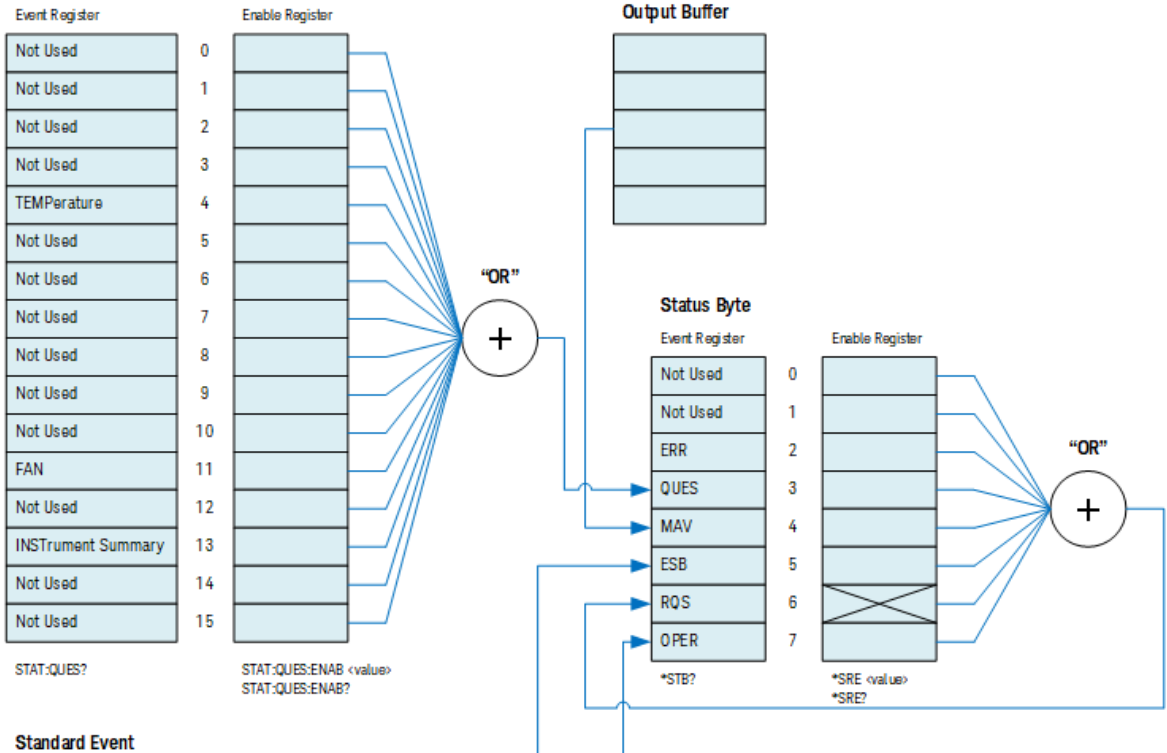 Event Register
Enable Register
Not Used 0
Not Used 1
Not Used 2
Not Used 3
TEMPerature 4
Not Used 5
Not Used 6
Not Used 7
Not Used 8
Not Used 9
Not Used 10
FAN 11
Not Used 12
INSTrument Summary 13
Not Used 14
Not Used 15
STAT:QUES?
STAT:QUES:ENAB <value>
STAT:QUES:ENAB?
"OR"
+
Output Buffer
Status Byte
Event Register
Enable Register
Not Used 0
Not Used 1
ERR 2
QUES 3
MAV 4
ESB 5
RQS 6
OPER 7
*STB?
*SRE <value>
*SRE?
"OR"
+
Standard Event